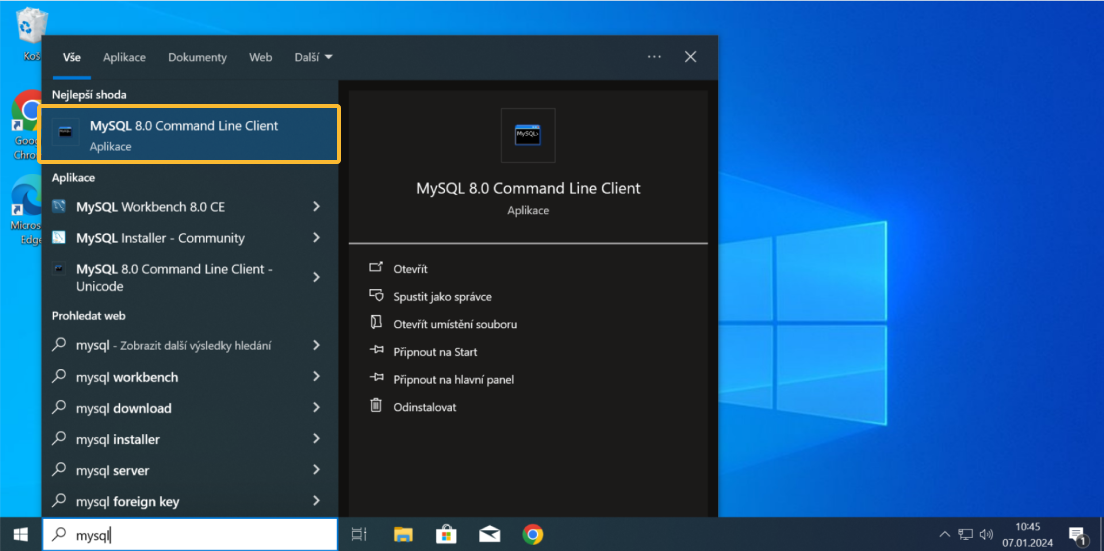 Koš
Vše
Aplikace
Dokumenty
Web
Další
Nejlepší shoda
MySQL 8.0 Command Line Client
Aplikace
Aplikace
MySQL Workbench 8.0 CE
MySQL Installer - Community
MySQL 8.0 Command Line Client -
Unicode
Prohledat web
mysql - Zobrazit další výsledky hledání
mysql workbench
mysql download
mysql installer
mysql server
mysql foreign key
mysql
MySQL>
MySQL 8.0 Command Line Client
Aplikace
Otevřít
Spustit jako správce
Otevřít umístění souboru
Připnout na Start
Připnout na hlavní panel
Odinstalovat
Goo
Chro
Micros
Edge
10:45
07.01.2024
1